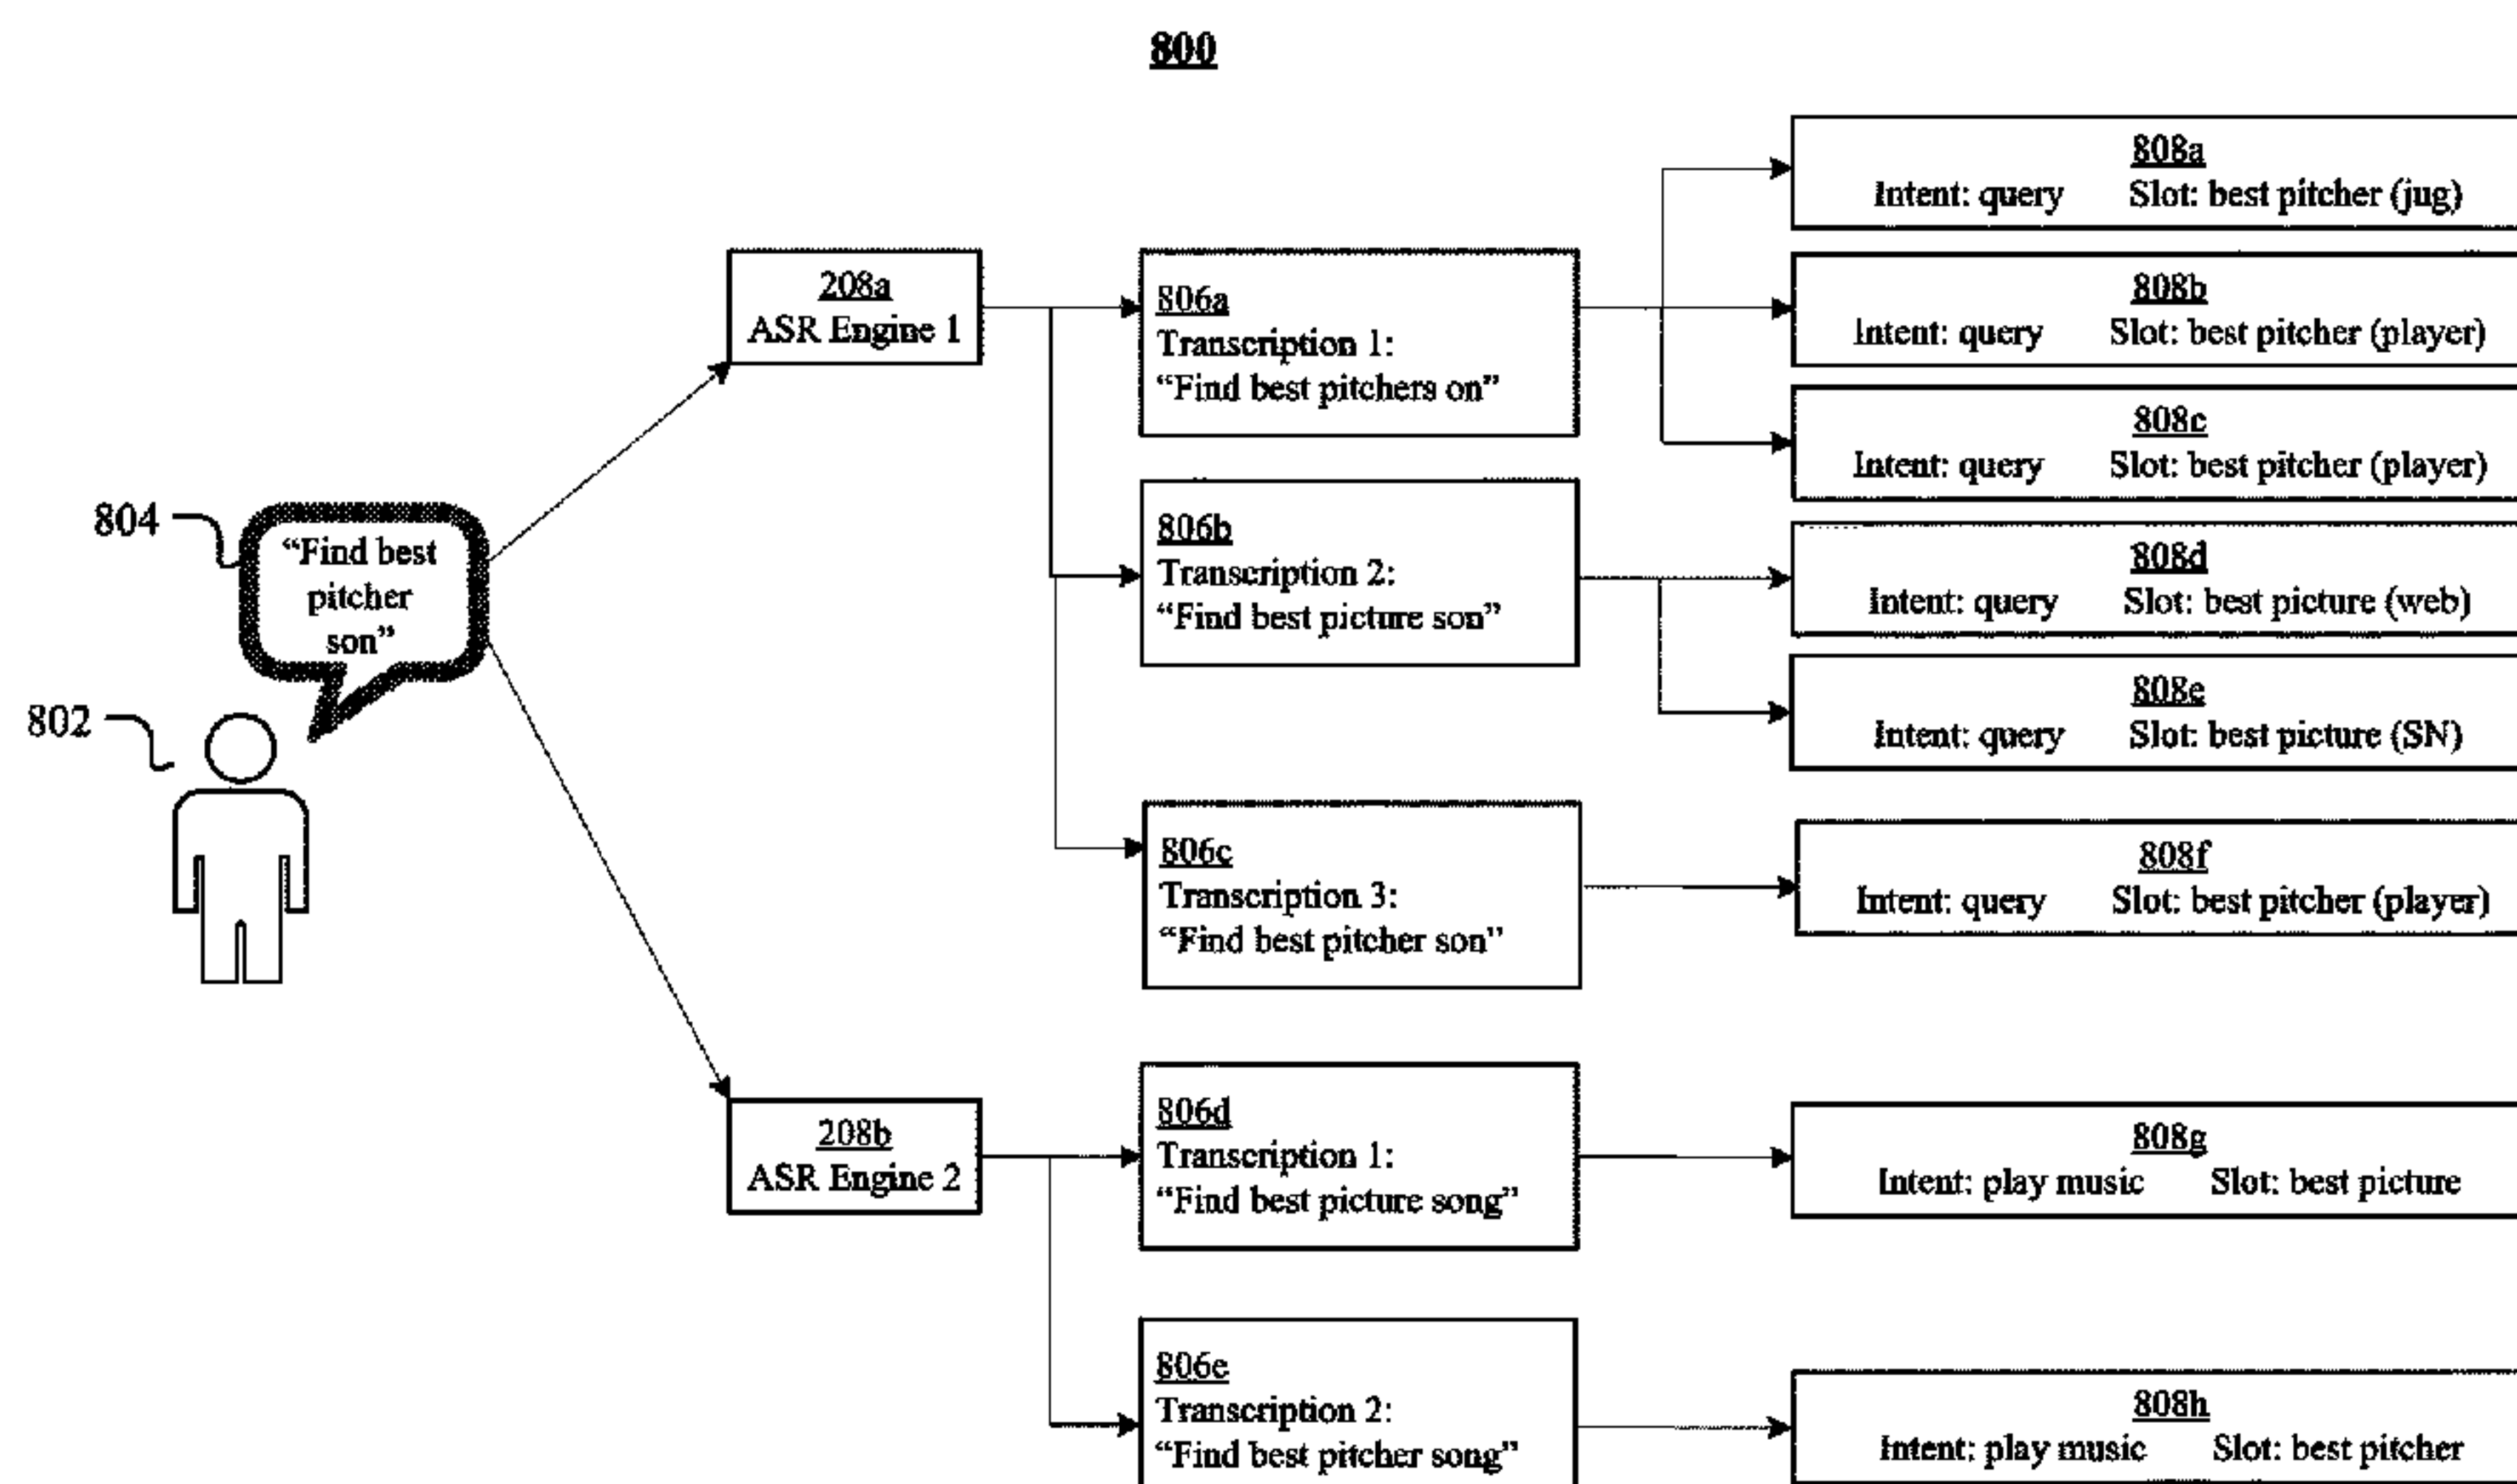 800
804
“Find best
pitcher
son”
802
208a
ASR Engine 1
208b
ASR Engine 2
806a
Transcription 1:
“Find best pitchers on”
806b
Transcription 2:
“Find best picture son”
806c
Transcription 3:
“Find best pitcher son”
806d
Transcription 1:
“Find best picture song”
806e
Transcription 2:
“Find best pitcher song”
808a
Intent: query Slot: best pitcher (jug)
808b
Intent: query Slot: best pitcher (player)
808c
Intent: query Slot: best pitcher (player)
808d
Intent: query Slot: best picture (web)
808e
Intent: query Slot: best picture (SN)
808f
Intent: query Slot: best pitcher (player)
808g
Intent: play music Slot: best picture
808h
Intent: play music Slot: best pitcher